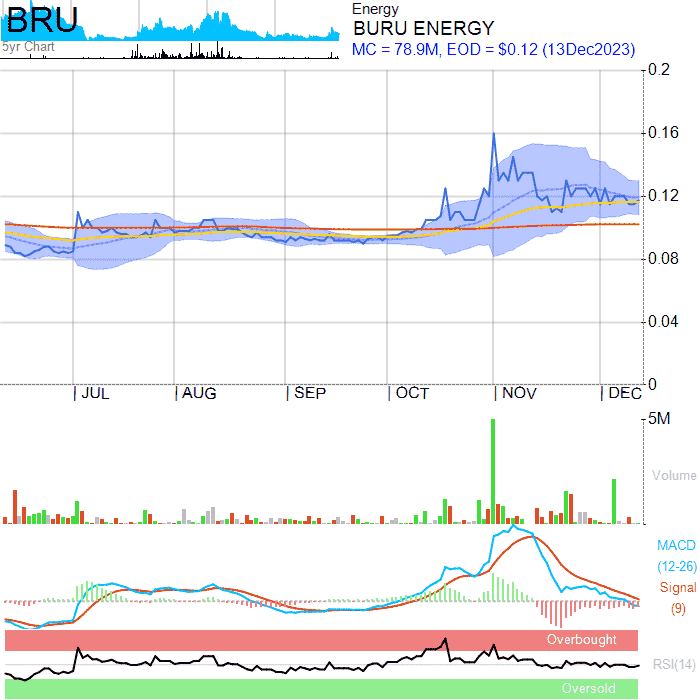 BRU
5yr Chart
Energy
BURU ENERGY
MC = 78.9M, EOD = $0.12 (13Dec2023)
0.2
0.16
0.12
0.08
0.04
0
JUL AUG SEP OCT NOV DEC
5M
Volume
MACD
(12-26)
Signal
(9)
Overbought
RSI(14)
Oversold